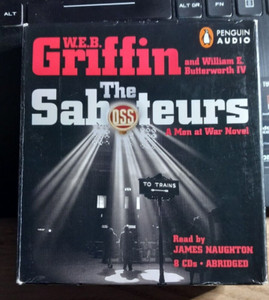 ALT
ALT GR. FN
CTRL
PENGUIN
AUDIO
W.E.B.
Griffin
and William E.
Butterworth IV
The
Saboteurs
OSS
A Men at War Novel
TO TRAINS
Read by
JAMES NAUGHTON
8 CDs • ABRIDGED